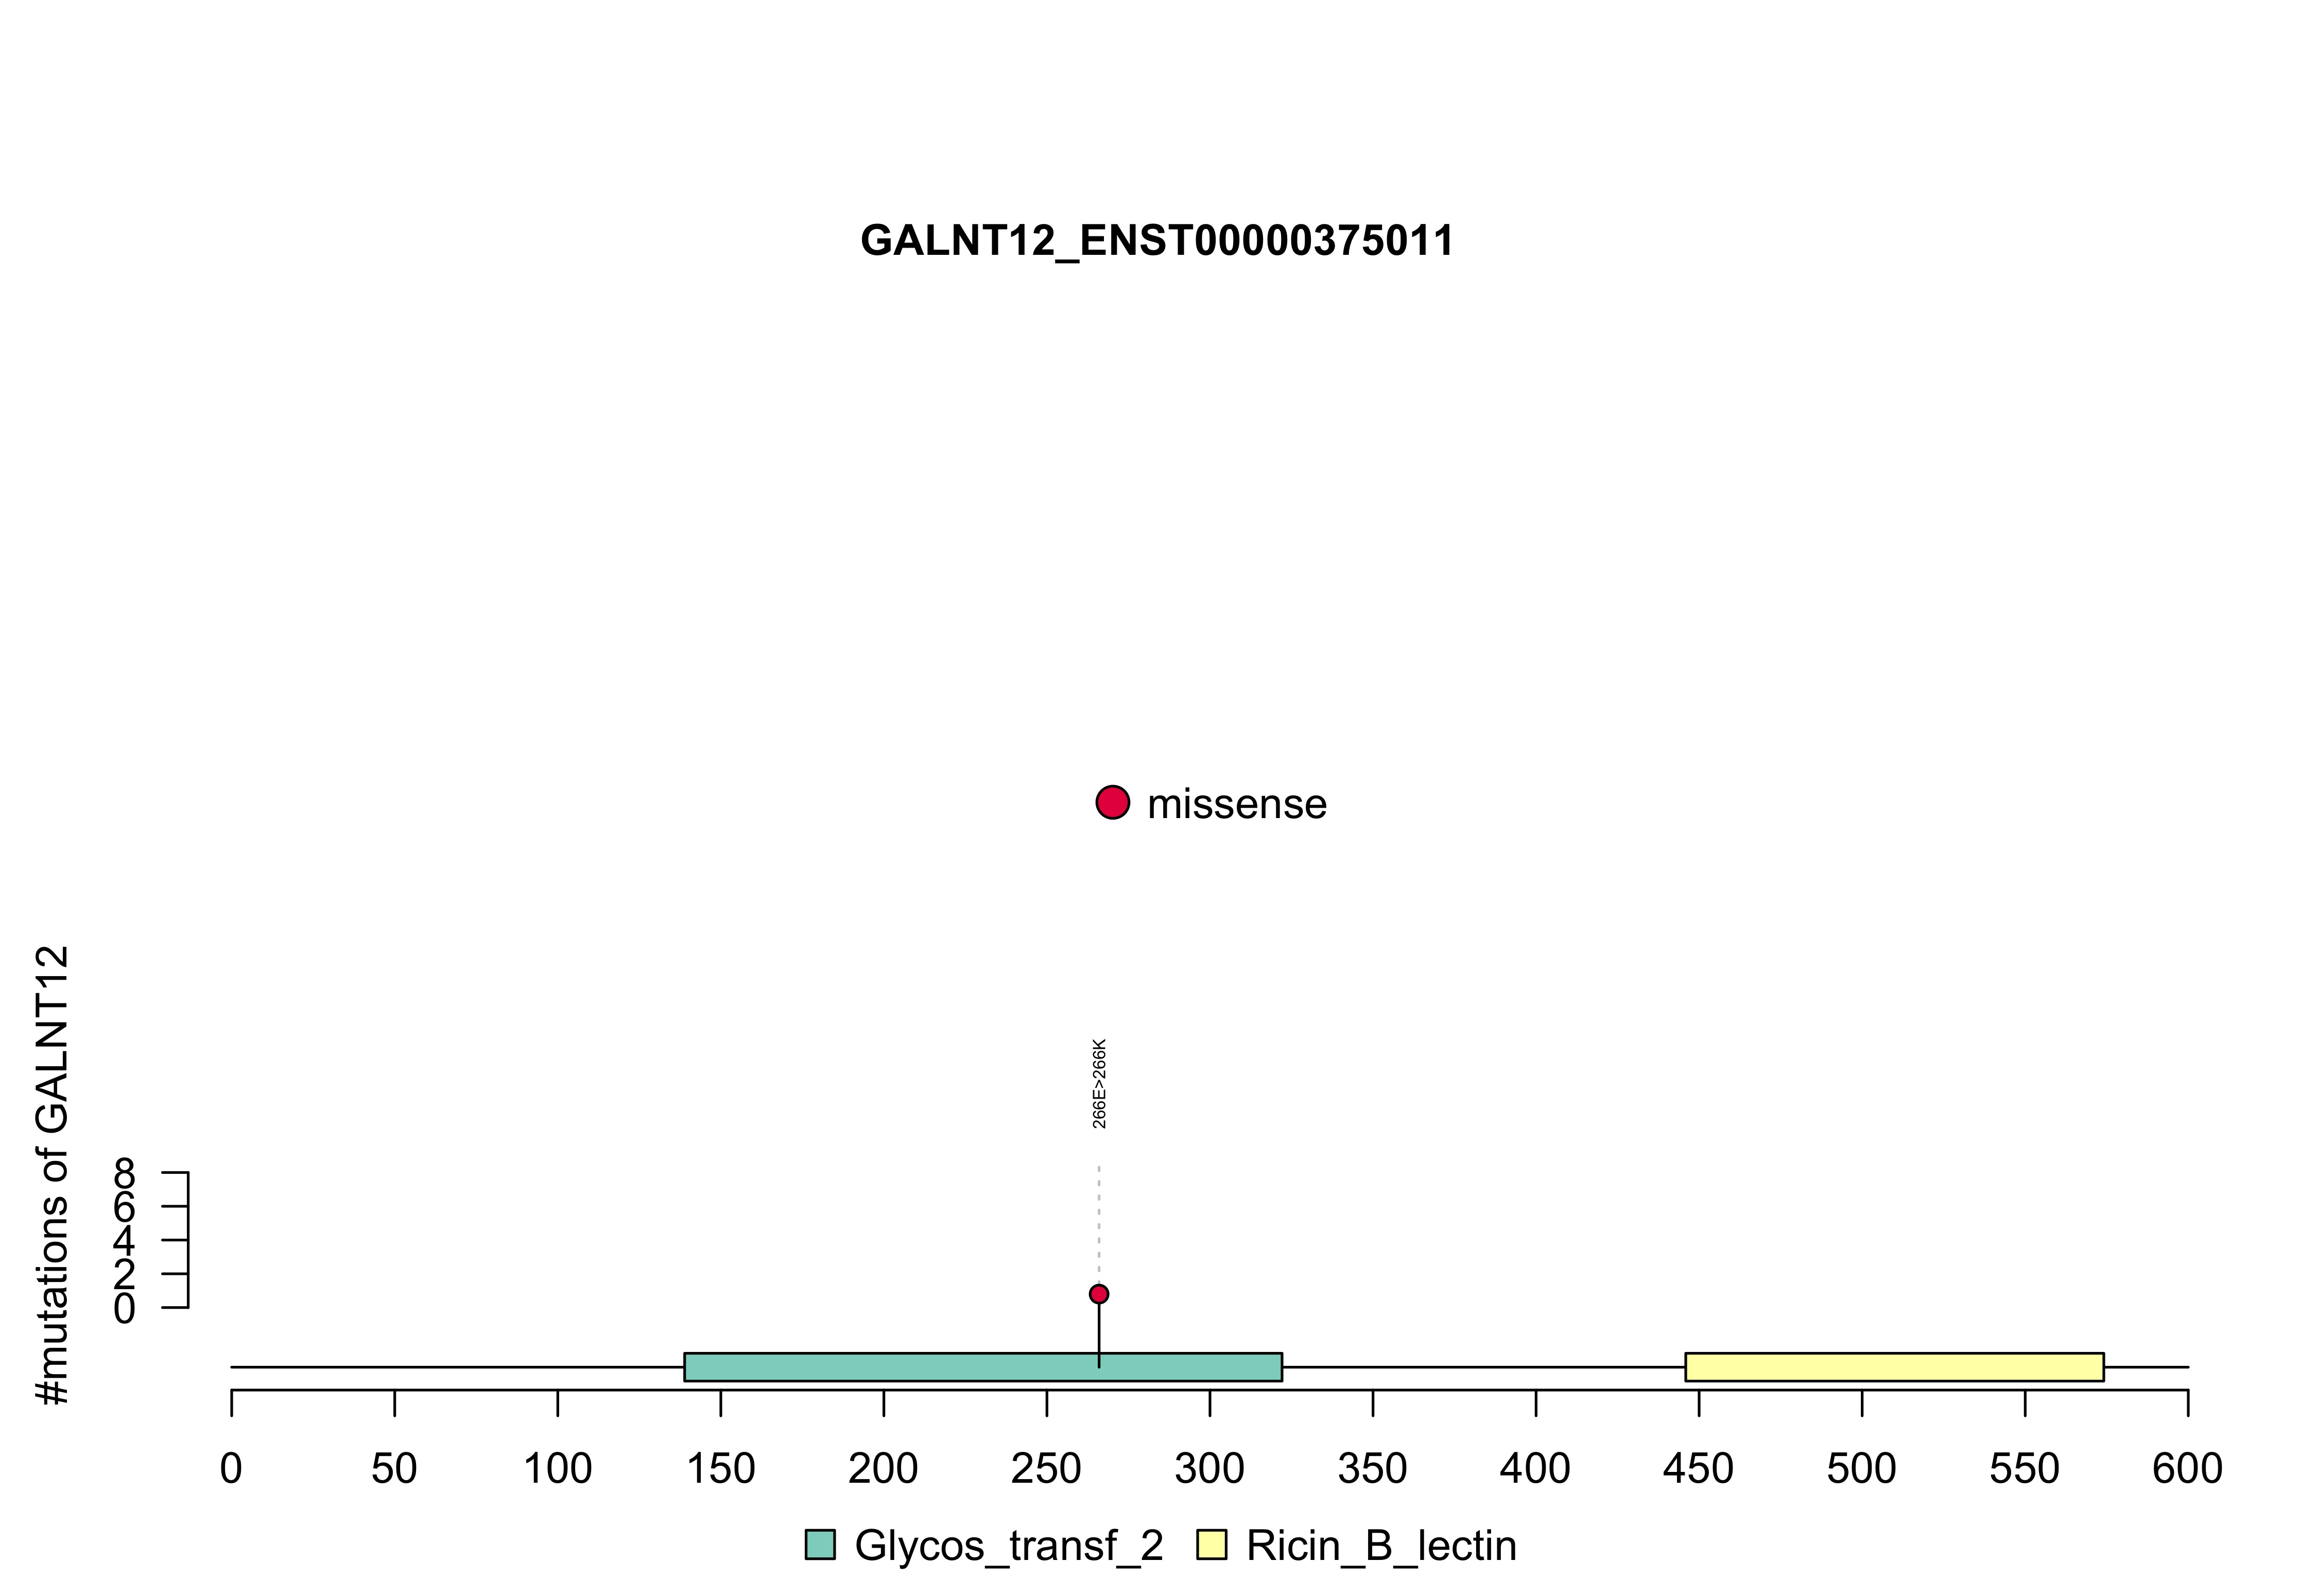 GALNT12_ENST00000375011
missense
#mutations of GALNT12
266E>266K
8
6
4
2
0
0 50 100 150 200 250 300 350 400 450 500 550 600
Glycos_transf_2 Ricin_B_lectin